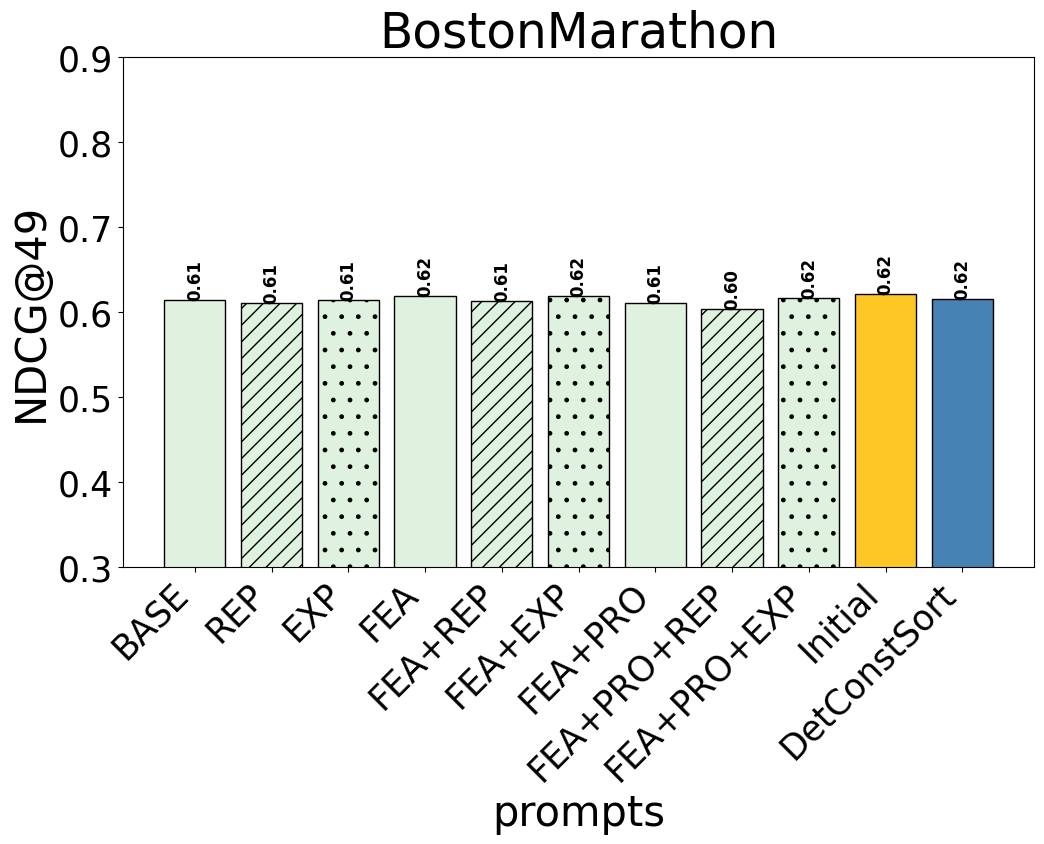 BostonMarathon
NDCG@49
0.9
0.8
0.7
0.6
0.5
0.4
0.3
0.61
0.61
0.61
0.62
0.61
0.62
0.61
0.60
0.62
0.62
0.62
BASE
REP
EXP
FEA
FEA+REP
FEA+EXP
FEA+PRO
FEA+PRO+REP
FEA+PRO+EXP
Initial
DetConstSort
prompts